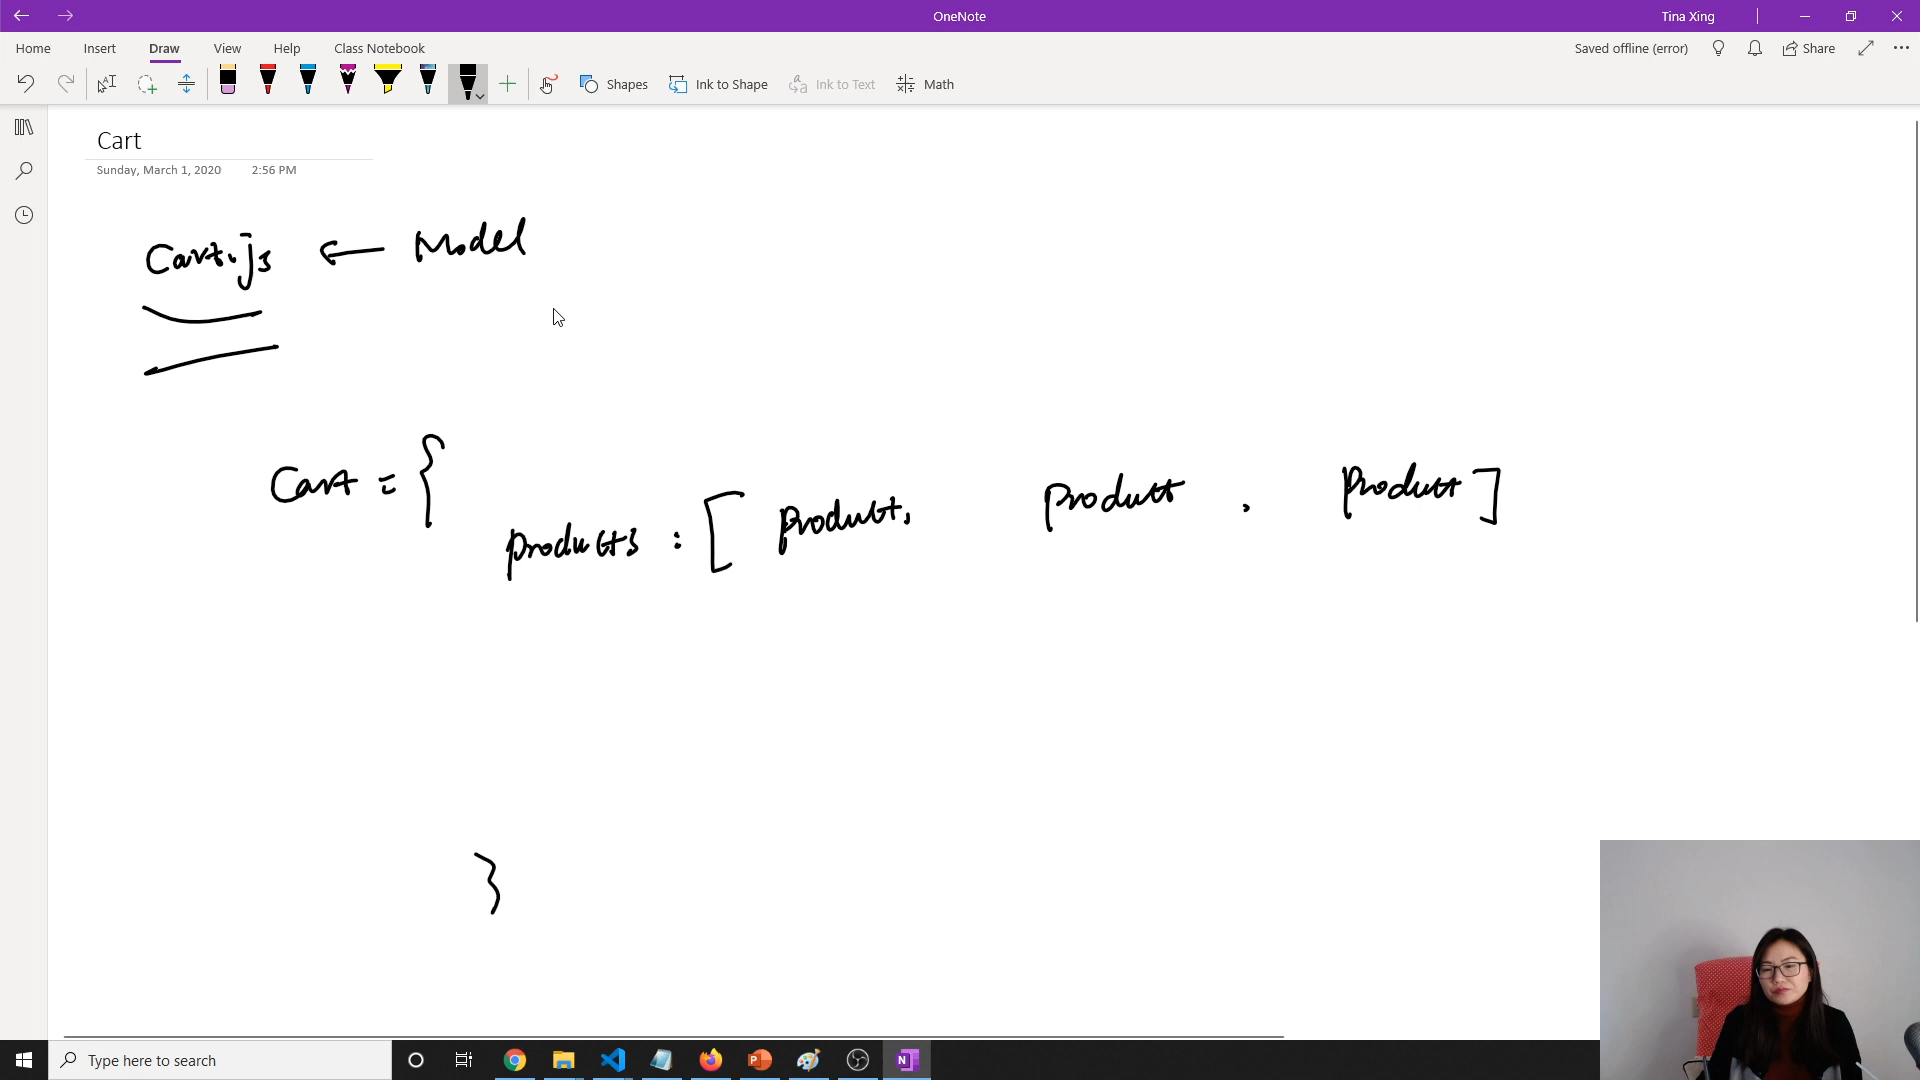 OneNote
Tina Xing
Home Insert Draw View Help Class Notebook
Saved offline (error) Share
Shapes Ink to Shape Ink to Text Math
Cart
Sunday, March 1, 2020 2:56 PM
Cart.js ← Model
Cart = {
products : [ product, product , product ]
}
Type here to search